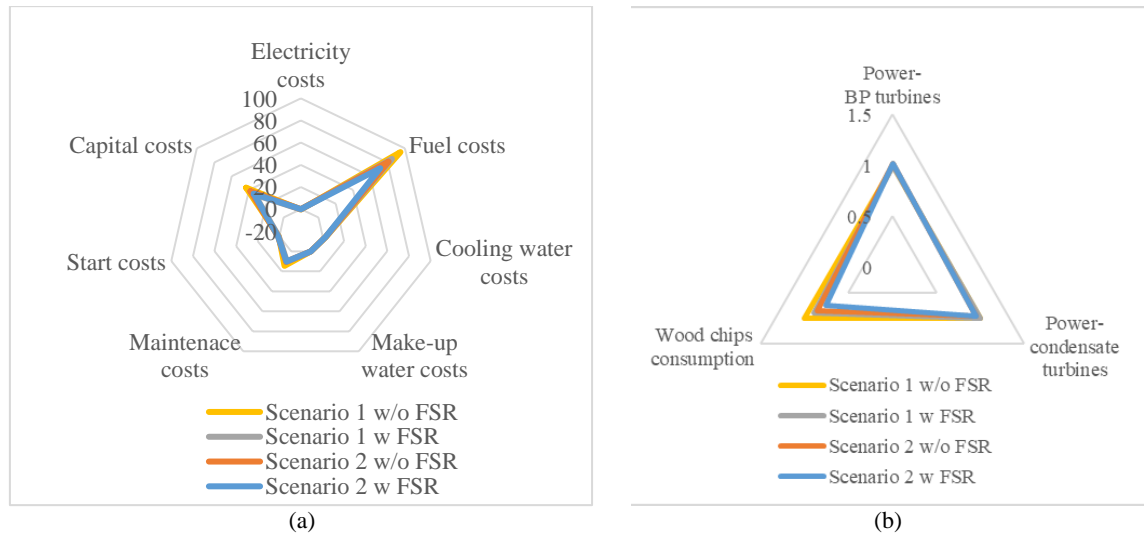 Electricity
costs
100
80
60
40
20
0
-20
Capital costs
Fuel costs
Start costs
Cooling water
costs
Maintenace
costs
Make-up
water costs
Scenario 1 w/o FSR
Scenario 1 w FSR
Scenario 2 w/o FSR
Scenario 2 w FSR
(a)
Power-
BP turbines
1.5
1
0.5
0
Wood chips
consumption
Power-
condensate
turbines
Scenario 1 w/o FSR
Scenario 1 w FSR
Scenario 2 w/o FSR
Scenario 2 w FSR
(b)